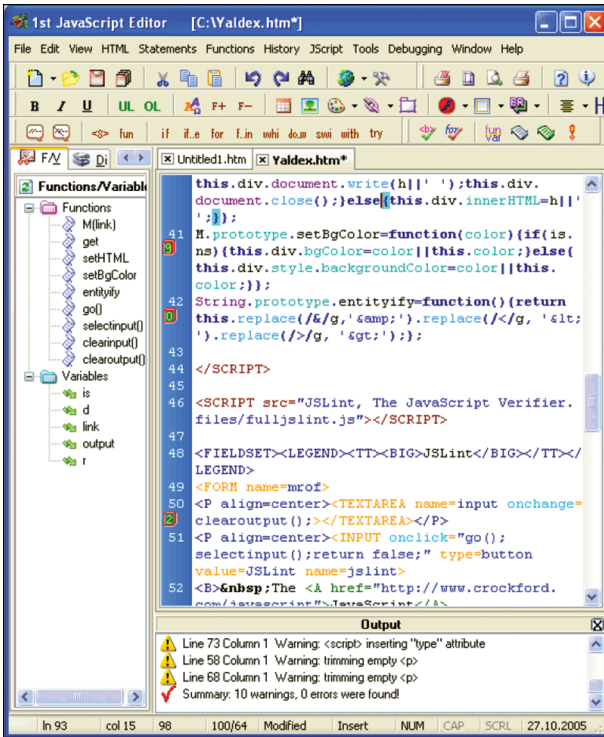 1st JavaScript Editor [C:\Yaldex.htm*]
File Edit View HTML Statements Functions History JScript Tools Debugging Window Help
B I U UL OL F+ F-
<s> fun if if..e for f..in whi do..w swi with try fun var
F/V Di Untitled1.htm Yaldex.htm*
Functions/Variabl
Functions
M(link)
get
setHTML
setBgColor
entityify
go()
selectinput()
clearinput()
clearoutput()
Variables
is
d
link
output
r
this.div.document.write(h||' ');this.div.
document.close();}else{this.div.innerHTML=h||'
';}};
41 M.prototype.setBgColor=function(color){if(is.
9 ns){this.div.bgColor=color||this.color;}else{
this.div.style.backgroundColor=color||this.
color;}};
42 String.prototype.entityify=function(){return
0 this.replace(/&/g,'&amp;').replace(/</g, '&lt;
').replace(/>/g, '&gt;');};
43
44 </SCRIPT>
45
46 <SCRIPT src="JSLint, The JavaScript Verifier.
files/fulljslint.js"></SCRIPT>
47
48 <FIELDSET><LEGEND><TT><BIG>JSLint</BIG></TT></
LEGEND>
49 <FORM name=mrof>
50 <P align=center><TEXTAREA name=input onchange=
2 clearoutput();></TEXTAREA></P>
51 <P align=center><INPUT onclick="go();
selectinput();return false;" type=button
value=JSLint name=jslint>
52 <B>&nbsp;The <A href="http://www.crockford.
com/javascript">JavaScript</A>
Output
Line 73 Column 1 Warning: <script> inserting "type" attribute
Line 58 Column 1 Warning: trimming empty <p>
Line 68 Column 1 Warning: trimming empty <p>
Summary: 10 warnings, 0 errors were found!
ln 93 col 15 98 100/64 Modified Insert NUM CAP SCRL 27.10.2005